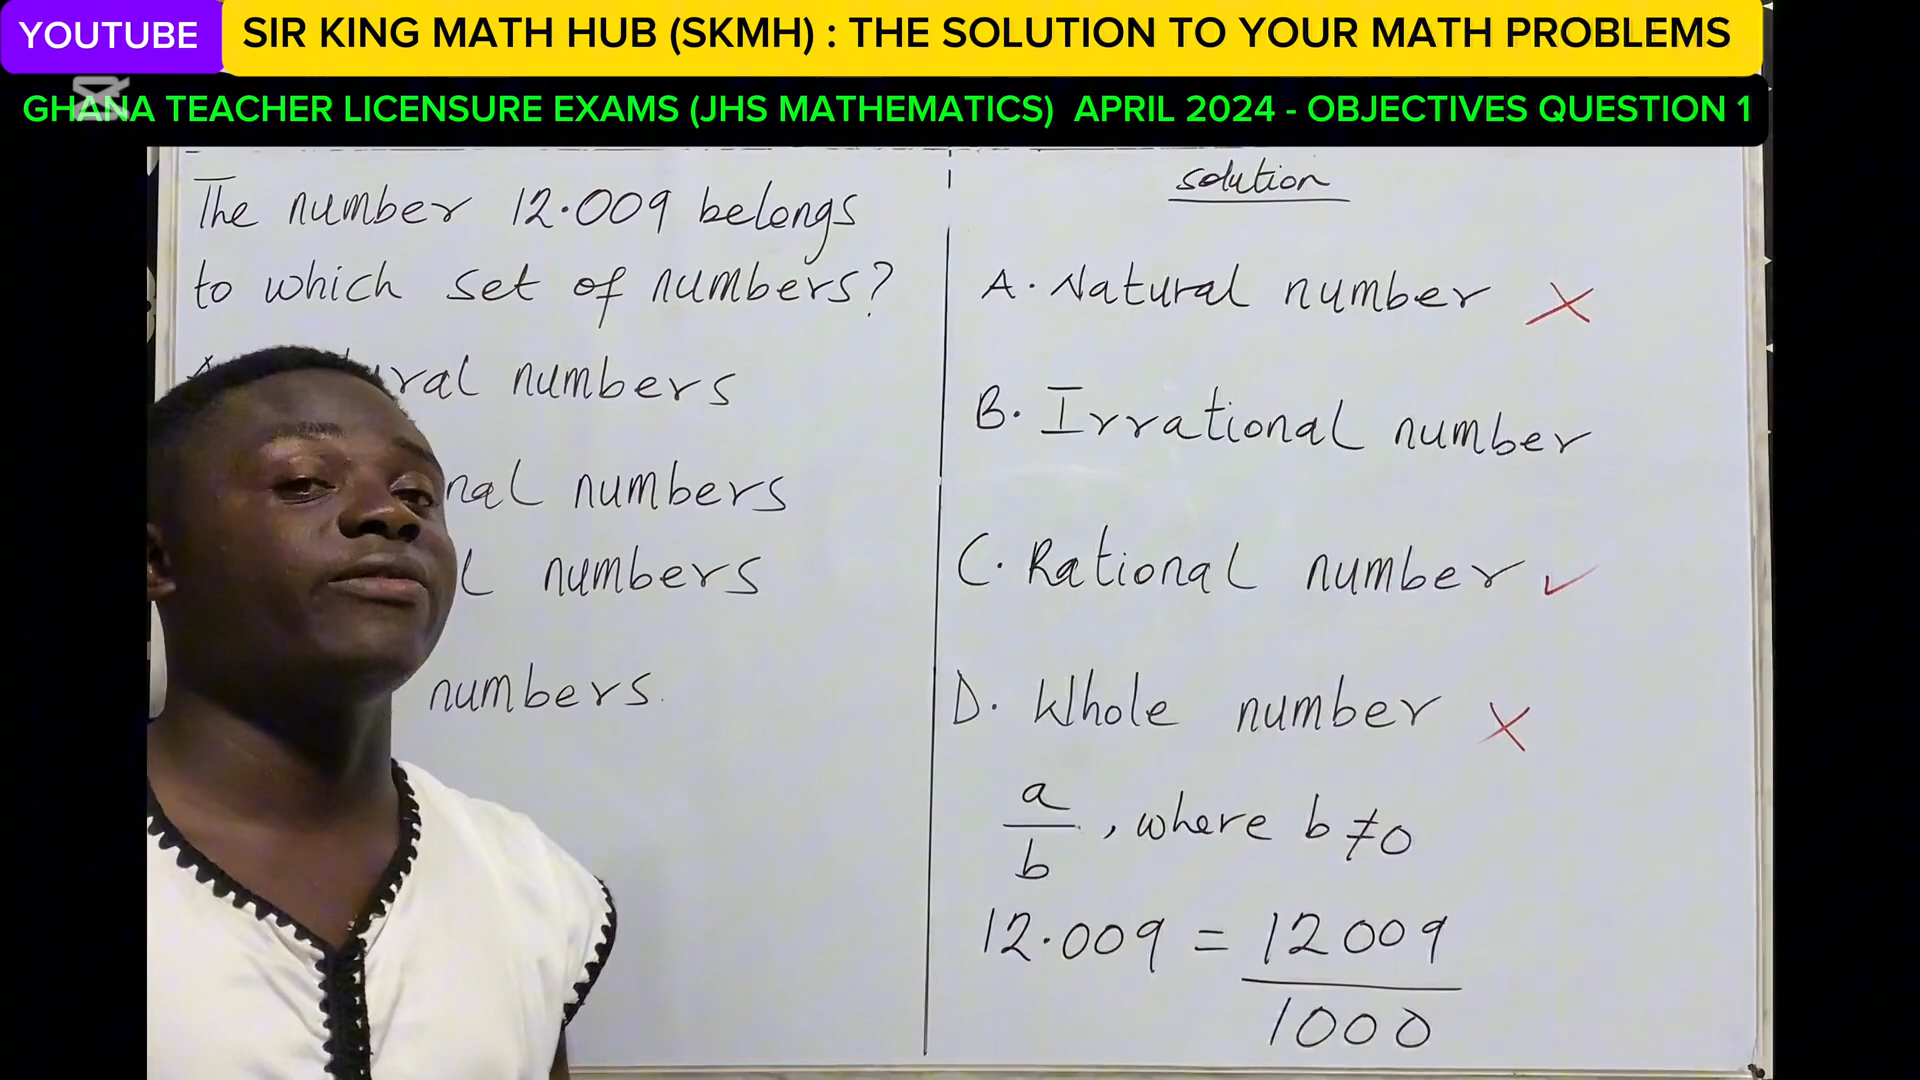 YOUTUBE
SIR KING MATH HUB (SKMH) : THE SOLUTION TO YOUR MATH PROBLEMS
GHANA TEACHER LICENSURE EXAMS (JHS MATHEMATICS) APRIL 2024 - OBJECTIVES QUESTION 1
The number 12.009 belongs
to which set of numbers?
numbers
numbers
numbers
numbers.
solution
A. Natural number ✗
B. Irrational number
C. Rational number ✓
D. Whole number ✗
a
b
, where b ≠ 0
12.009 = 12009
1000